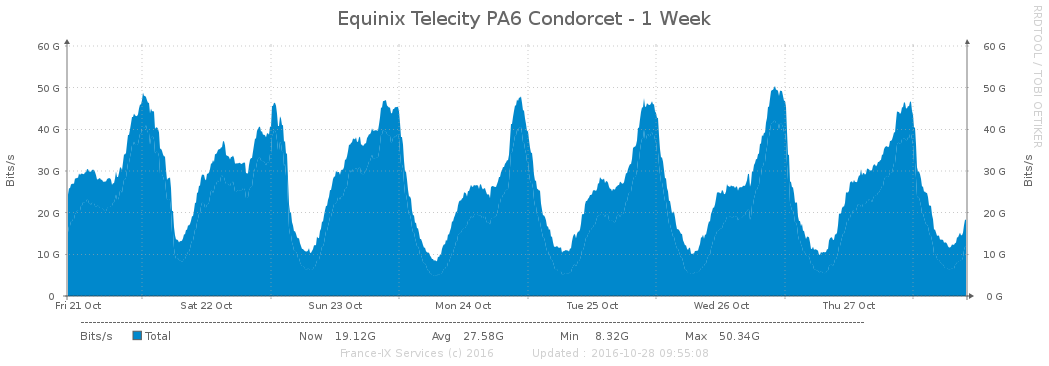 Equinix Telecity PA6 Condorcet - 1 Week
RRDTOOL / TOBI OETIKER
60 G 60 G
50 G 50 G
40 G 40 G
30 G 30 G
20 G 20 G
10 G 10 G
0 0 G
Bits/s
Bits/s
Fri 21 Oct Sat 22 Oct Sun 23 Oct Mon 24 Oct Tue 25 Oct Wed 26 Oct Thu 27 Oct
Bits/s Total Now 19.12G Avg 27.58G Min 8.32G Max 50.34G
France-IX Services (c) 2016 Updated : 2016-10-28 09:55:08